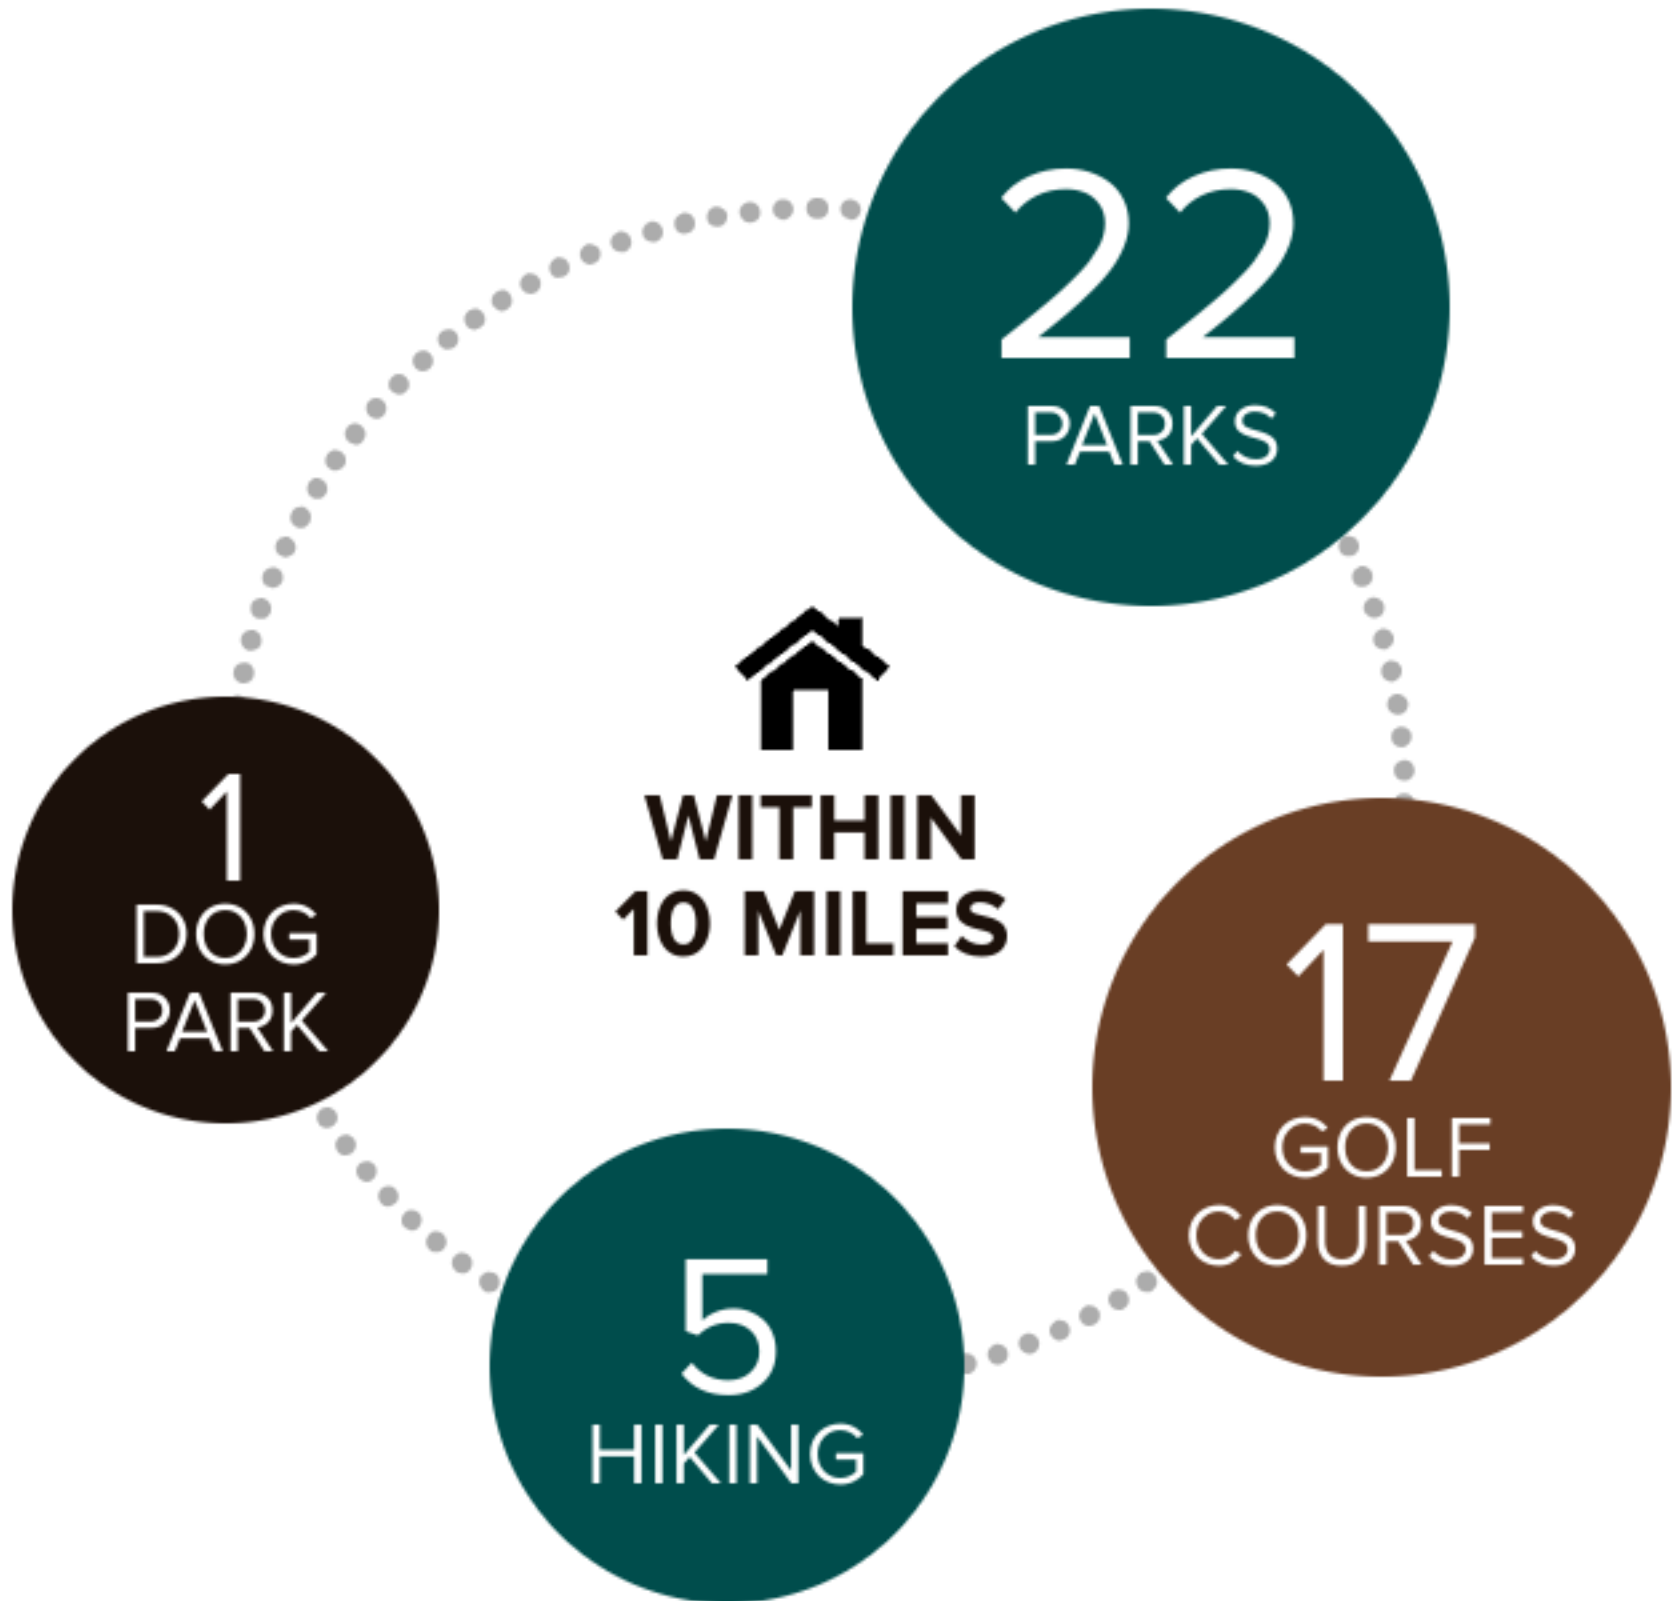 22
PARKS
WITHIN
10 MILES
1
DOG
PARK
17
GOLF
COURSES
5
HIKING